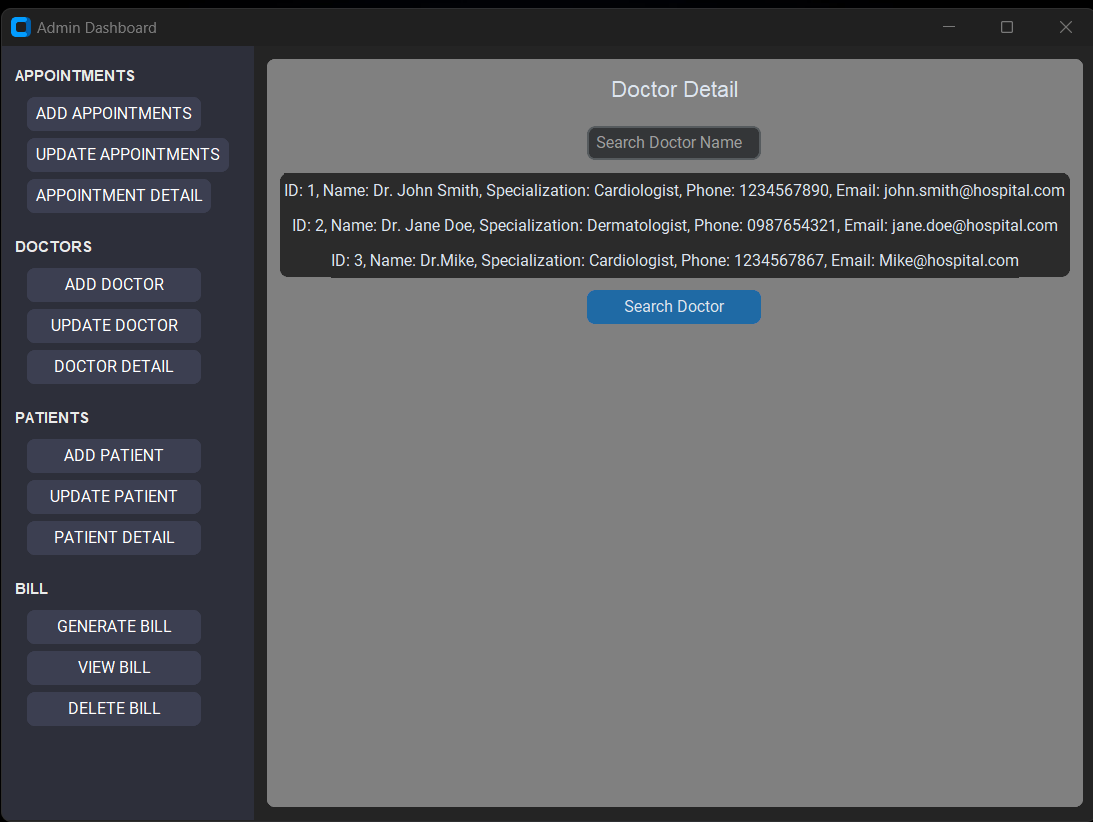 Admin Dashboard
APPOINTMENTS
ADD APPOINTMENTS
UPDATE APPOINTMENTS
APPOINTMENT DETAIL
DOCTORS
ADD DOCTOR
UPDATE DOCTOR
DOCTOR DETAIL
PATIENTS
ADD PATIENT
UPDATE PATIENT
PATIENT DETAIL
BILL
GENERATE BILL
VIEW BILL
DELETE BILL
Doctor Detail
Search Doctor Name
ID: 1, Name: Dr. John Smith, Specialization: Cardiologist, Phone: 1234567890, Email: john.smith@hospital.com
ID: 2, Name: Dr. Jane Doe, Specialization: Dermatologist, Phone: 0987654321, Email: jane.doe@hospital.com
ID: 3, Name: Dr.Mike, Specialization: Cardiologist, Phone: 1234567867, Email: Mike@hospital.com
Search Doctor